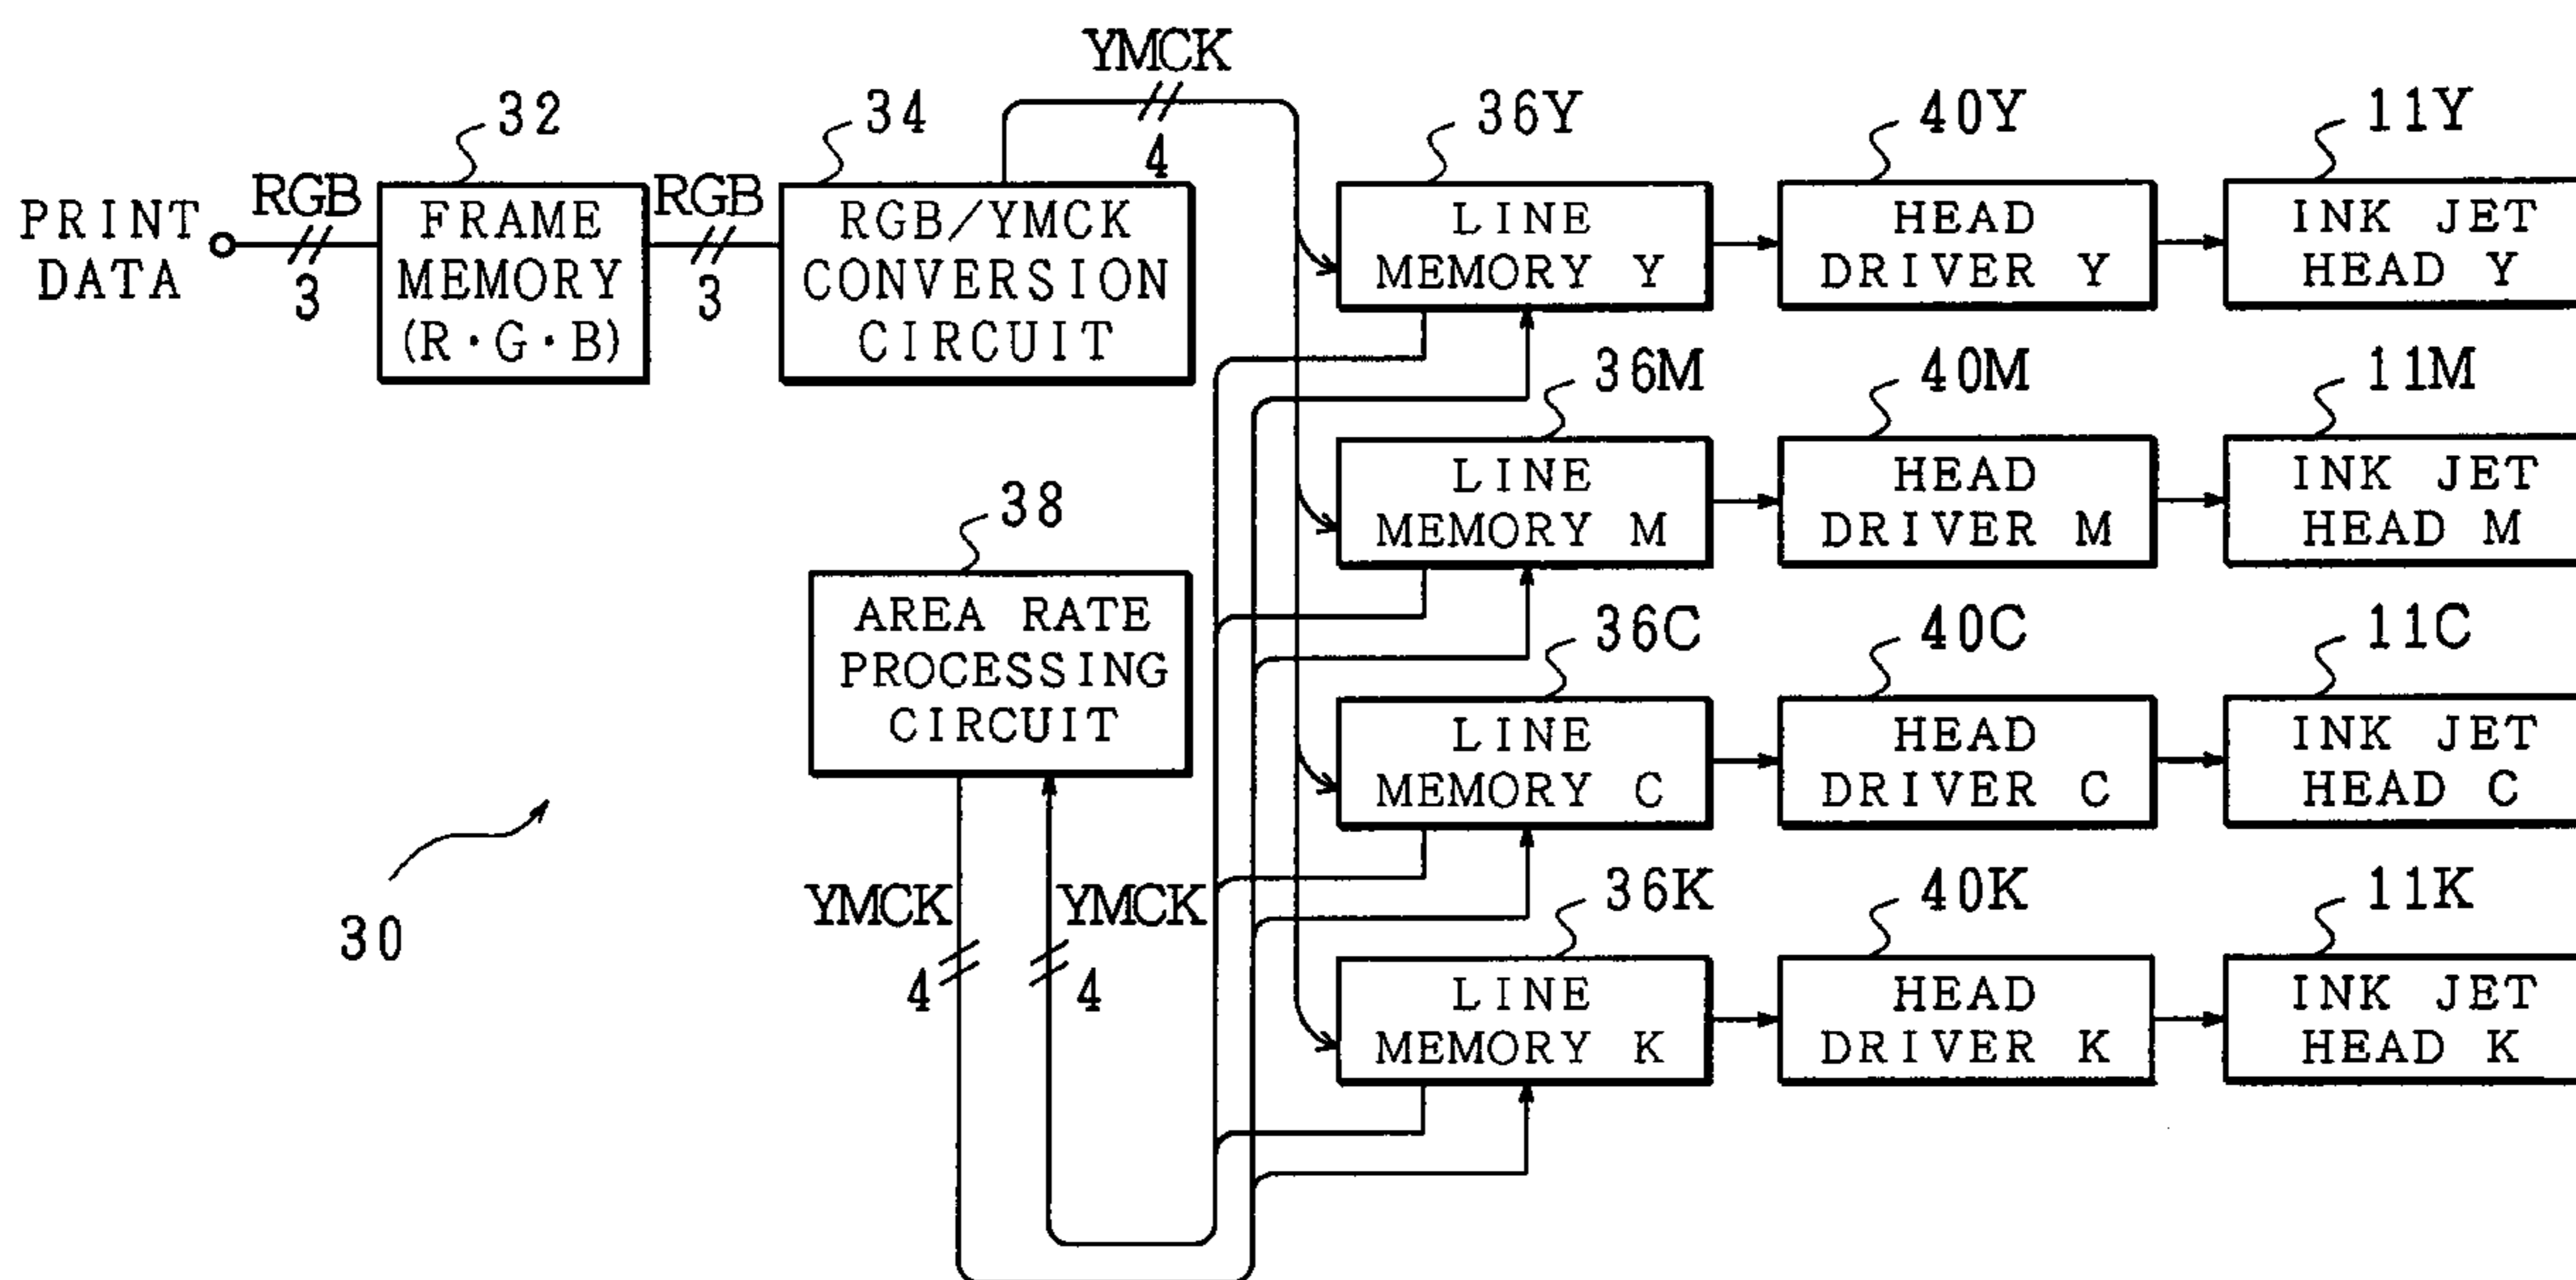 YMCK
4
32
34
36Y
40Y
11Y
PRINT
DATA
RGB
3
FRAME
MEMORY
(R·G·B)
RGB
3
RGB/YMCK
CONVERSION
CIRCUIT
LINE
MEMORY Y
HEAD
DRIVER Y
INK JET
HEAD Y
36M
40M
11M
LINE
MEMORY M
HEAD
DRIVER M
INK JET
HEAD M
38
AREA RATE
PROCESSING
CIRCUIT
36C
40C
11C
LINE
MEMORY C
HEAD
DRIVER C
INK JET
HEAD C
30
YMCK
4
YMCK
4
36K
40K
11K
LINE
MEMORY K
HEAD
DRIVER K
INK JET
HEAD K